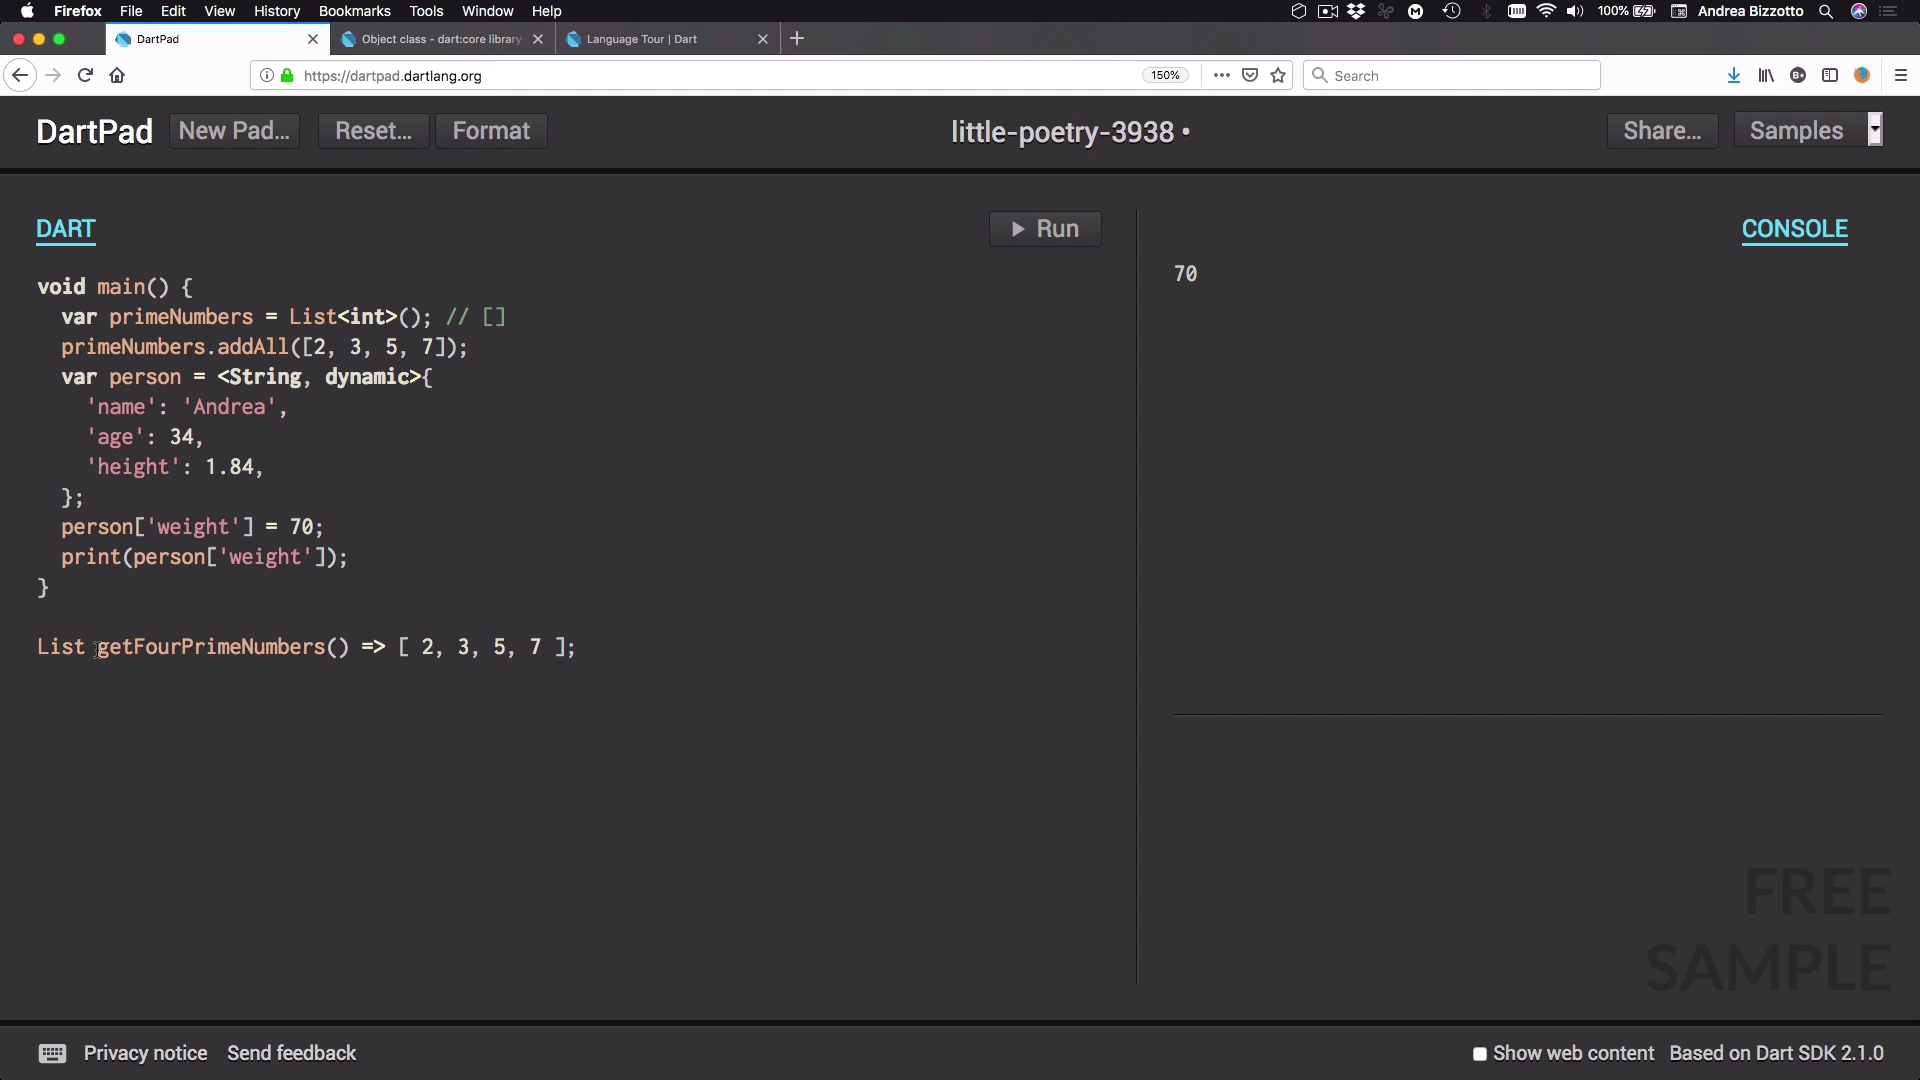 Firefox File Edit View History Bookmarks Tools Window Help 100% Andrea Bizzotto
DartPad Object class - dart:core library Language Tour | Dart
https://dartpad.dartlang.org 150% Search
DartPad New Pad... Reset... Format little-poetry-3938 • Share... Samples
DART Run CONSOLE
70
void main() {
var primeNumbers = List<int>(); // []
primeNumbers.addAll([2, 3, 5, 7]);
var person = <String, dynamic>{
'name': 'Andrea',
'age': 34,
'height': 1.84,
};
person['weight'] = 70;
print(person['weight']);
}
List getFourPrimeNumbers() => [ 2, 3, 5, 7 ];
FREE
SAMPLE
Privacy notice Send feedback Show web content Based on Dart SDK 2.1.0